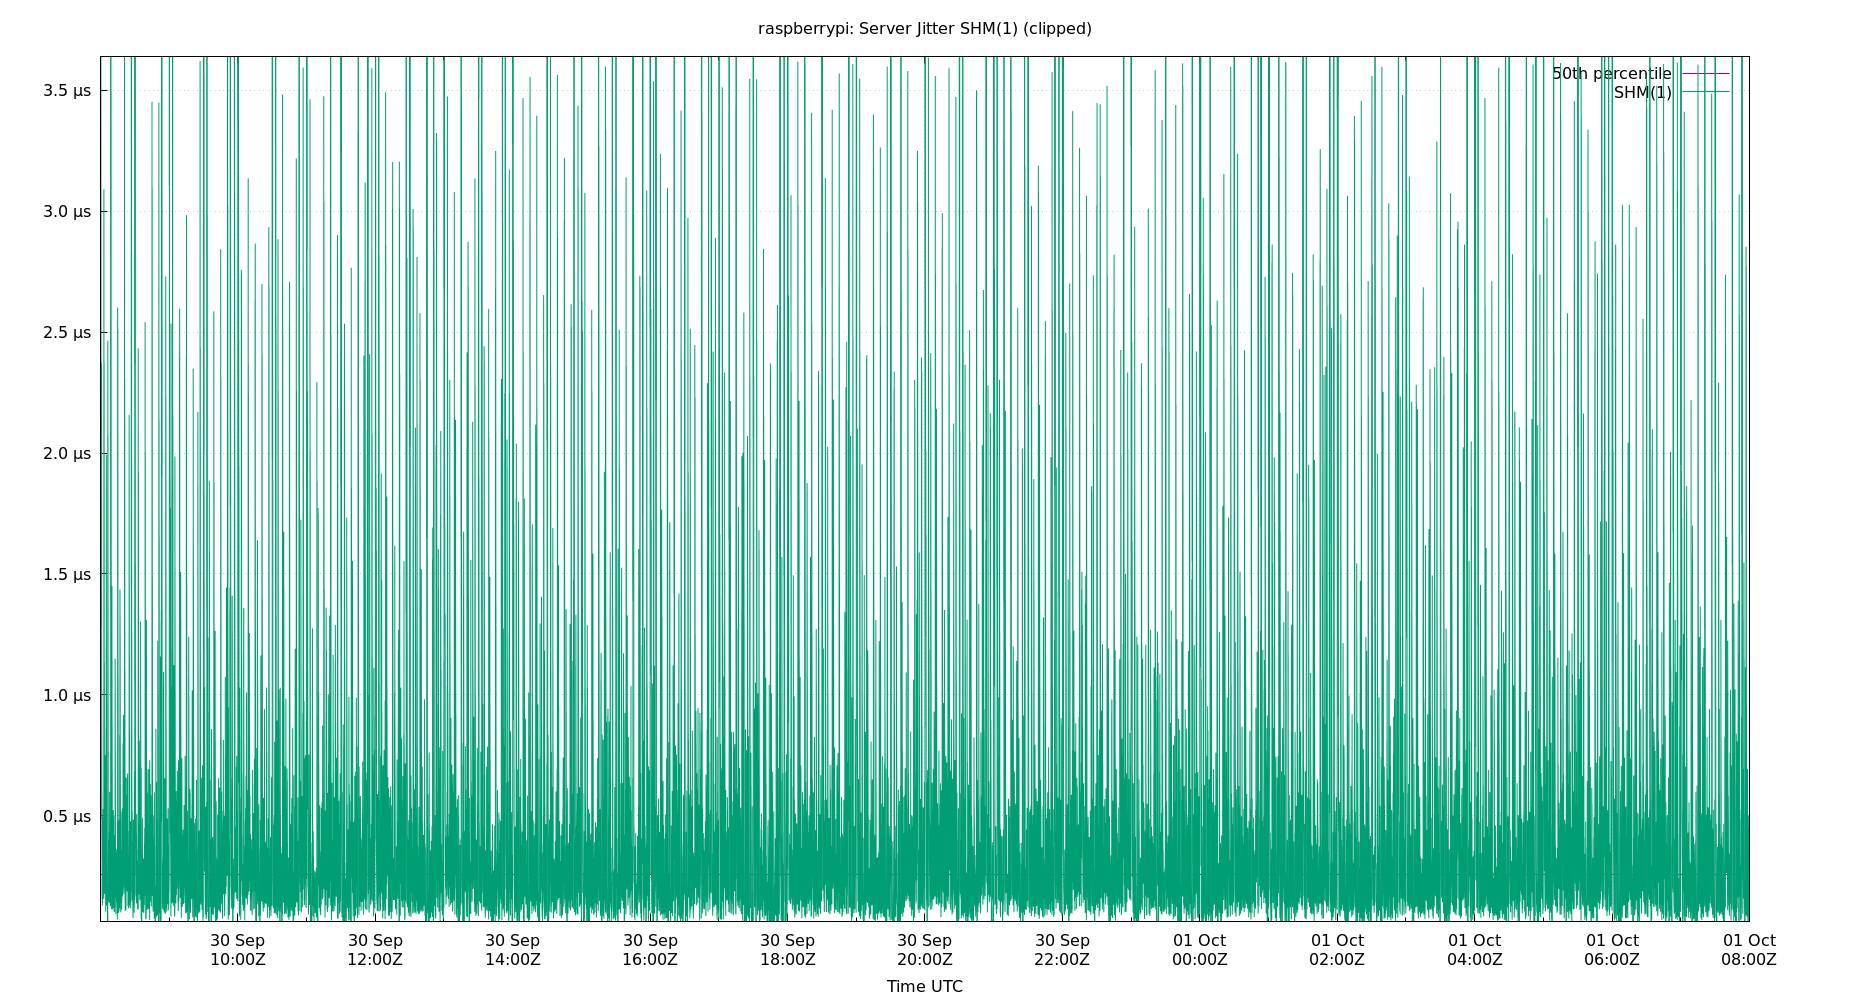 raspberrypi: Server Jitter SHM(1) (clipped)
50th percentile
SHM(1)
3.5 µs
3.0 µs
2.5 µs
2.0 µs
1.5 µs
1.0 µs
0.5 µs
30 Sep 30 Sep 30 Sep 30 Sep 30 Sep 30 Sep 30 Sep 01 Oct 01 Oct 01 Oct 01 Oct 01 Oct
10:00Z 12:00Z 14:00Z 16:00Z 18:00Z 20:00Z 22:00Z 00:00Z 02:00Z 04:00Z 06:00Z 08:00Z
Time UTC